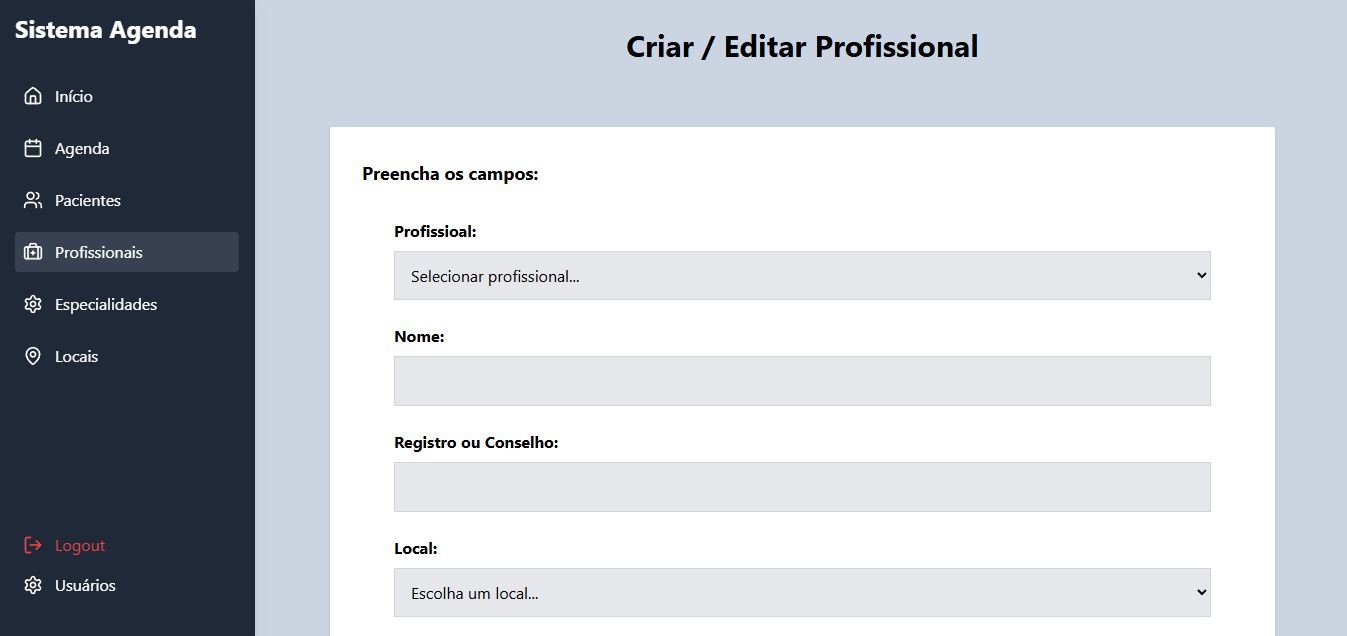 Sistema Agenda
Início
Agenda
Pacientes
Profissionais
Especialidades
Locais
Logout
Usuários
Criar / Editar Profissional
Preencha os campos:
Profissioal:
Selecionar profissional...
Nome:
Registro ou Conselho:
Local:
Escolha um local...